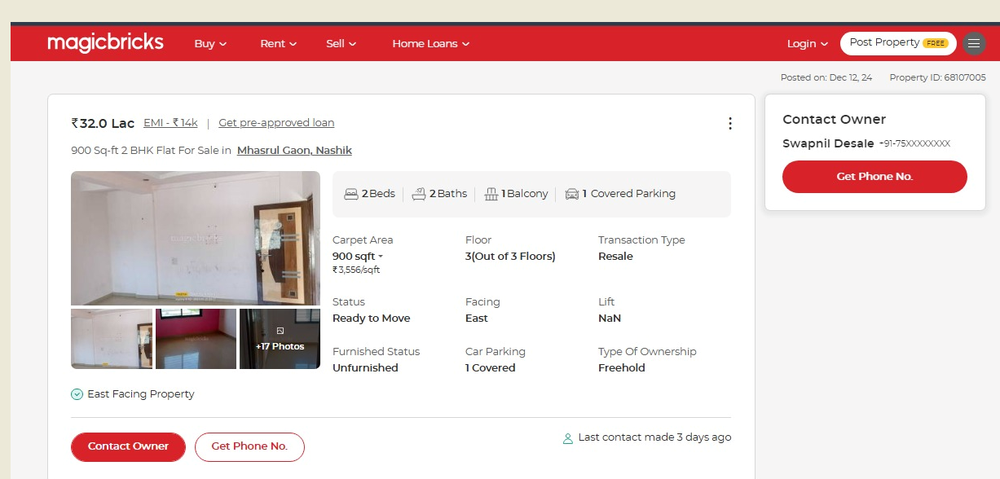 magicbricks Buy Rent Sell Home Loans Login Post Property FREE
Posted on: Dec 12, 24 Property ID: 68107005
₹32.0 Lac EMI - ₹14k | Get pre-approved loan
900 Sq-ft 2 BHK Flat For Sale in Mhasrul Gaon, Nashik
2 Beds 2 Baths 1 Balcony 1 Covered Parking
Carpet Area Floor Transaction Type
900 sqft 3(Out of 3 Floors) Resale
₹3,556/sqft
Status Facing Lift
Ready to Move East NaN
+17 Photos
Furnished Status Car Parking Type Of Ownership
Unfurnished 1 Covered Freehold
East Facing Property
Contact Owner Get Phone No. Last contact made 3 days ago
Contact Owner
Swapnil Desale +91-75XXXXXXXX
Get Phone No.